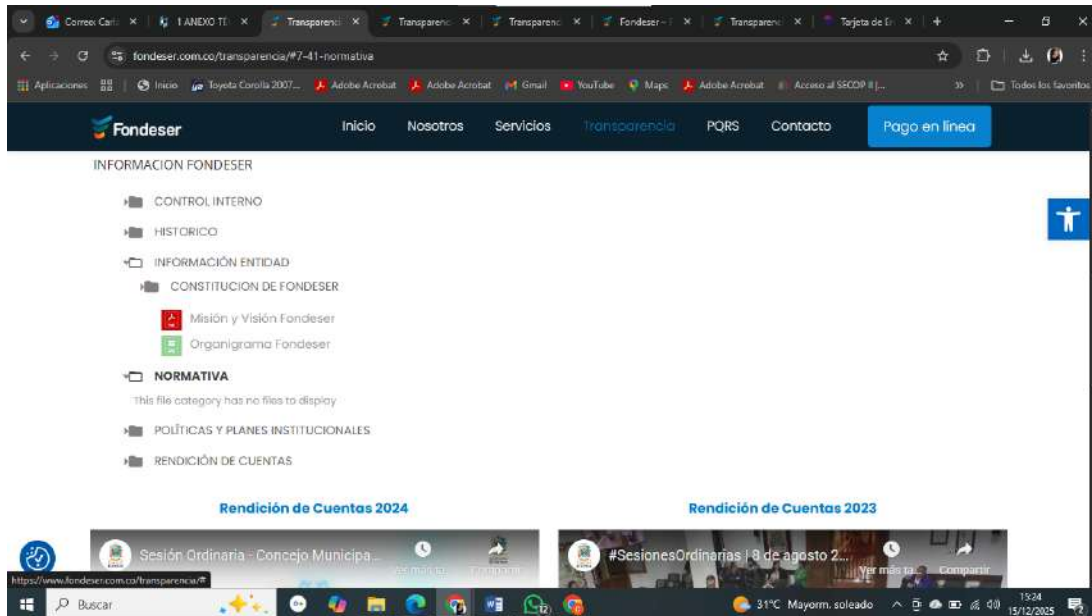 Correo: Carl
1 ANEXO TE
Transparenci
Transparenc
Transparenc
Fondeser –
Transparenc
Tarjeta de
fondeser.com.co/transparencia/#7-41-normativa
Aplicaciones
Inicio
Toyota Corolla 2007...
Adobe Acrobat
Adobe Acrobat
Gmail
YouTube
Maps
Adobe Acrobat
Acceso al SECOP II |...
Todos los favoritos
Fondeser
Inicio
Nosotros
Servicios
Transparencia
PQRS
Contacto
Pago en línea
INFORMACION FONDESER
CONTROL INTERNO
HISTORICO
INFORMACIÓN ENTIDAD
CONSTITUCION DE FONDESER
Misión y Visión Fondeser
Organigrama Fondeser
NORMATIVA
This file category has no files to display
POLÍTICAS Y PLANES INSTITUCIONALES
RENDICIÓN DE CUENTAS
Rendición de Cuentas 2024
Rendición de Cuentas 2023
Sesión Ordinaria - Concejo Municipa...
#SesionesOrdinarias | 8 de agosto 2...
Ver más ta...
Compartir
https://www.fondeser.com.co/transparencia/#
Buscar
31°C Mayorm. soleado
15:24
15/12/2025